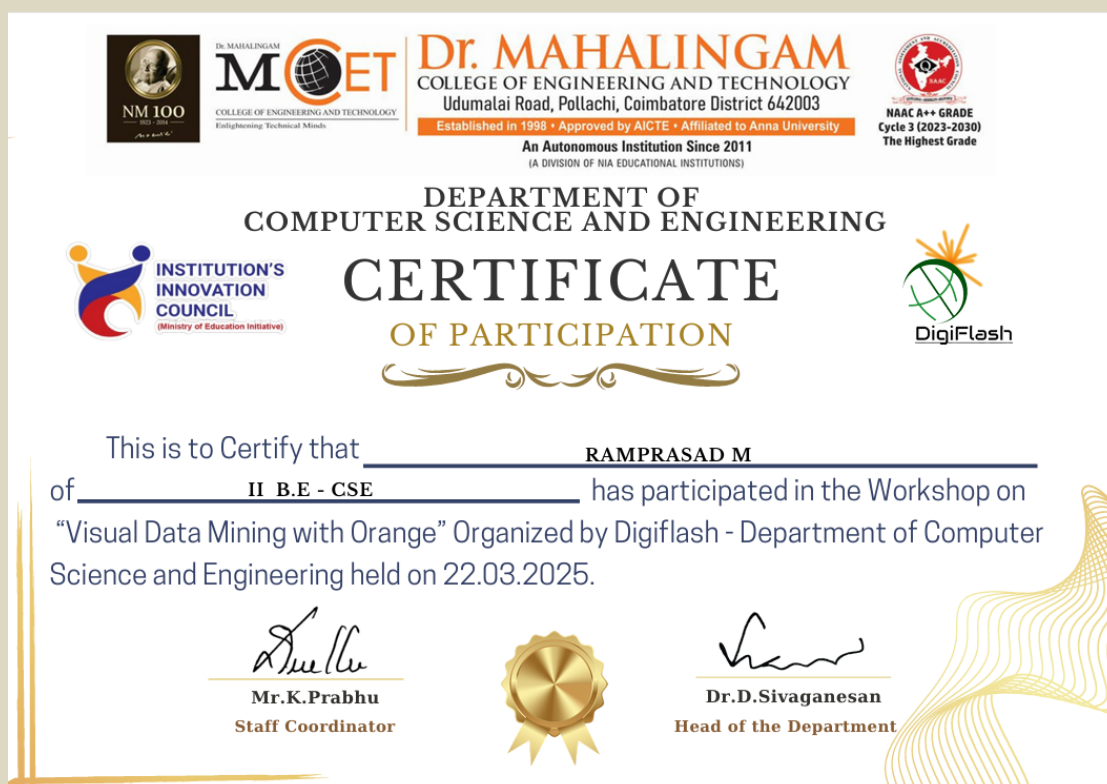 NM 100
1923 - 2014
Dr. MAHALINGAM
MCET
COLLEGE OF ENGINEERING AND TECHNOLOGY
Enlightening Technical Minds
Dr. MAHALINGAM
COLLEGE OF ENGINEERING AND TECHNOLOGY
Udumalai Road, Pollachi, Coimbatore District 642003
Established in 1998 • Approved by AICTE • Affiliated to Anna University
An Autonomous Institution Since 2011
(A DIVISION OF NIA EDUCATIONAL INSTITUTIONS)
NAAC
NAAC A++ GRADE
Cycle 3 (2023-2030)
The Highest Grade
DEPARTMENT OF
COMPUTER SCIENCE AND ENGINEERING
INSTITUTION'S
INNOVATION
COUNCIL
(Ministry of Education Initiative)
CERTIFICATE
OF PARTICIPATION
DigiFlash
This is to Certify that RAMPRASAD M
of II B.E - CSE has participated in the Workshop on
“Visual Data Mining with Orange” Organized by Digiflash - Department of Computer
Science and Engineering held on 22.03.2025.
Mr.K.Prabhu
Staff Coordinator
Dr.D.Sivaganesan
Head of the Department